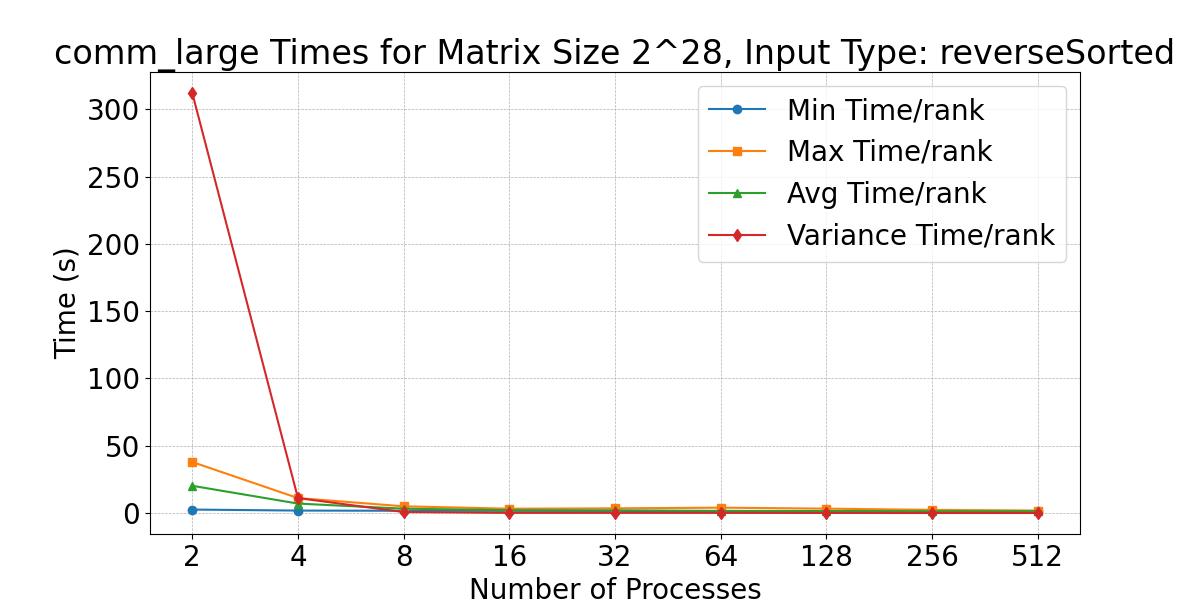 comm_large Times for Matrix Size 2^28, Input Type: reverseSorted
Min Time/rank
Max Time/rank
Avg Time/rank
Variance Time/rank
Time (s)
300
250
200
150
100
50
0
2 4 8 16 32 64 128 256 512
Number of Processes